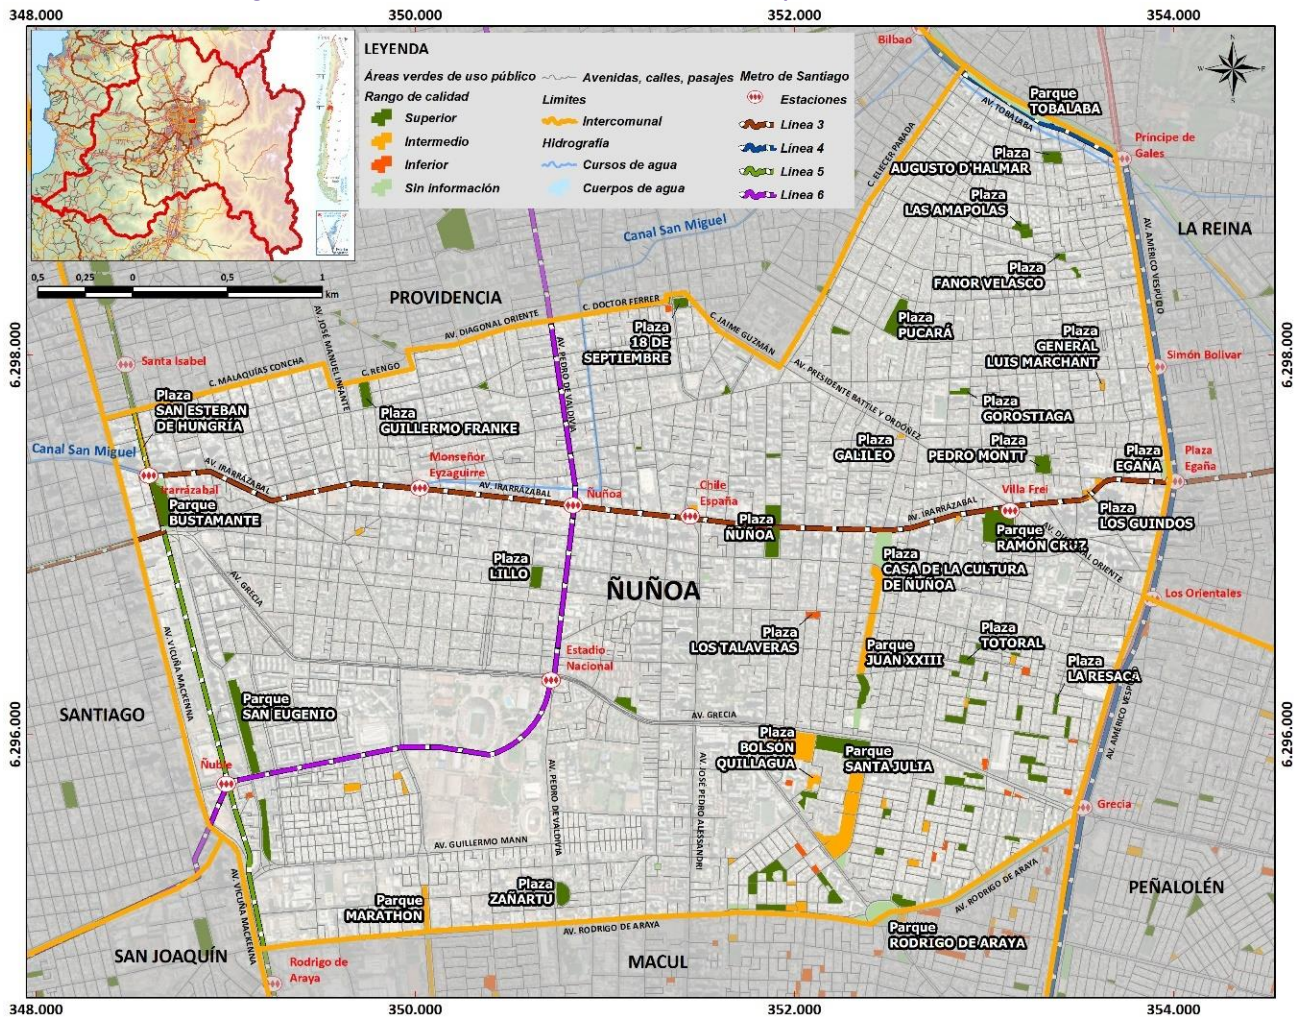 348.000
350.000
352.000
354.000
LEYENDA
Áreas verdes de uso público
Rango de calidad
Superior
Intermedio
Inferior
Sin información
Avenidas, calles, pasajes
Límites
Intercomunal
Hidrografía
Cursos de agua
Cuerpos de agua
Metro de Santiago
Estaciones
Línea 3
Línea 4
Línea 5
Línea 6
0,5
0,25
0
0,5
1
km
Bilbao
Parque
TOBALABA
AV. TOBALABA
Príncipe de
Gales
C. ELIECER PARADA
Plaza
AUGUSTO D'HALMAR
Plaza
LAS AMAPOLAS
LA REINA
AV. AMÉRICO VESPUCIO
Canal San Miguel
Plaza
FANOR VELASCO
PROVIDENCIA
C. DOCTOR FERRER
AV. DIAGONAL ORIENTE
C. JAIME GUZMÁN
Plaza
PUCARÁ
Plaza
18 DE
SEPTIEMBRE
Plaza
GENERAL
LUIS MARCHANT
Simón Bolívar
6.298.000
6.298.000
AV. JOSÉ MANUEL INFANTE
Santa Isabel
C. MALAQUÍAS CONCHA
C. RENGO
AV. PEDRO DE VALDIVIA
AV. PRESIDENTE BATTLE Y ORDÓÑEZ
Plaza
SAN ESTEBAN
DE HUNGRÍA
Plaza
GUILLERMO FRANKE
Plaza
GOROSTIAGA
Plaza
GALILEO
Plaza
PEDRO MONTT
Plaza
EGAÑA
Plaza
Egaña
Canal San Miguel
AV. IRARRÁZABAL
Irarrázabal
Monseñor
Eyzaguirre
AV. IRARRÁZABAL
Ñuñoa
Chile
España
AV. IRARRÁZABAL
Villa Frei
Parque
BUSTAMANTE
Plaza
ÑUÑOA
Parque
RAMÓN CRUZ
Plaza
LOS GUINDOS
AV. DIAGONAL ORIENTE
Plaza
LILLO
Plaza
CASA DE LA CULTURA
DE ÑUÑOA
AV. GRECIA
ÑUÑOA
Los Orientales
AV. VICUÑA MACKENNA
Plaza
LOS TALAVERAS
Plaza
TOTORAL
Parque
JUAN XXIII
Estadio
Nacional
Plaza
LA RESACA
Parque
SAN EUGENIO
SANTIAGO
AV. GRECIA
AV. AMÉRICO VESPUCIO
6.296.000
6.296.000
Plaza
BOLSÓN
QUILLAGUA
Parque
SANTA JULIA
Ñuble
AV. PEDRO DE VALDIVIA
AV. JOSÉ PEDRO ALESSANDRI
Grecia
AV. GUILLERMO MANN
AV. VICUÑA MACKENNA
Parque
MARATHON
Plaza
ZAÑARTU
AV. RODRIGO DE ARAYA
PEÑALOLÉN
AV. RODRIGO DE ARAYA
Parque
RODRIGO DE ARAYA
SAN JOAQUÍN
Rodrigo de
Araya
MACUL
348.000
350.000
352.000
354.000